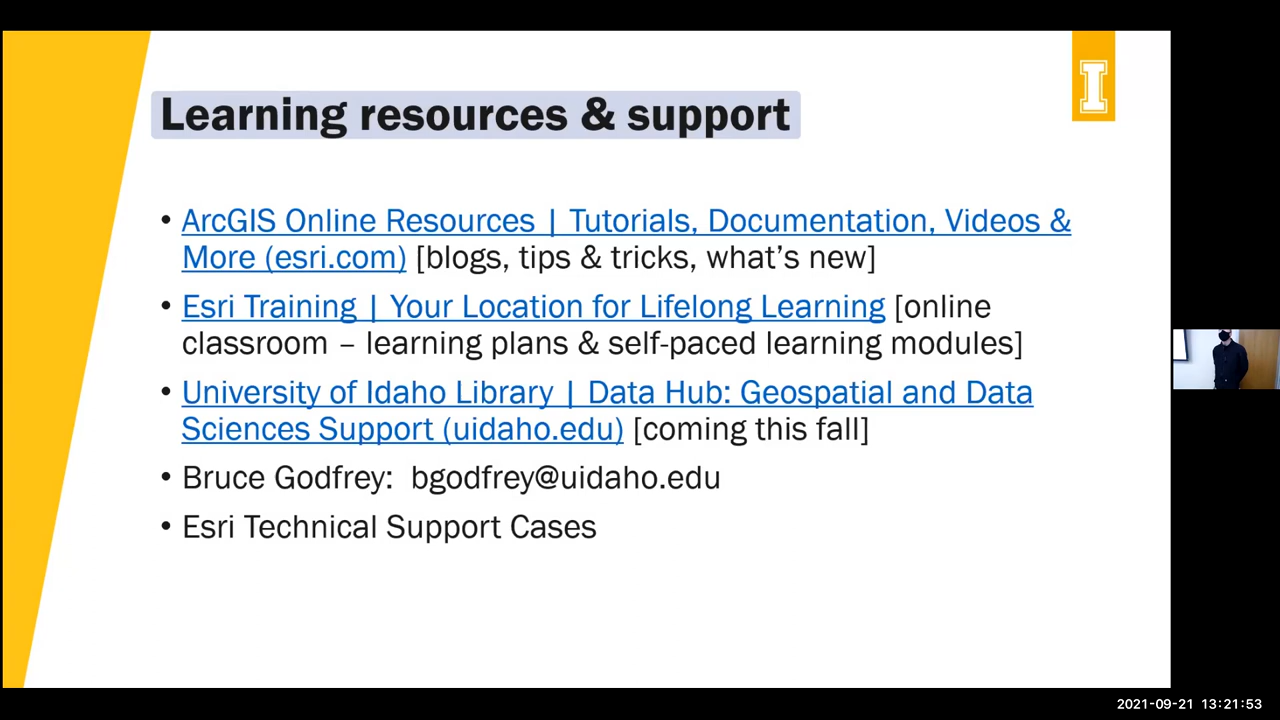 I
Learning resources & support
• ArcGIS Online Resources | Tutorials, Documentation, Videos &
More (esri.com) [blogs, tips & tricks, what’s new]
• Esri Training | Your Location for Lifelong Learning [online
classroom – learning plans & self-paced learning modules]
• University of Idaho Library | Data Hub: Geospatial and Data
Sciences Support (uidaho.edu) [coming this fall]
• Bruce Godfrey:  bgodfrey@uidaho.edu
• Esri Technical Support Cases
2021-09-21 13:21:53